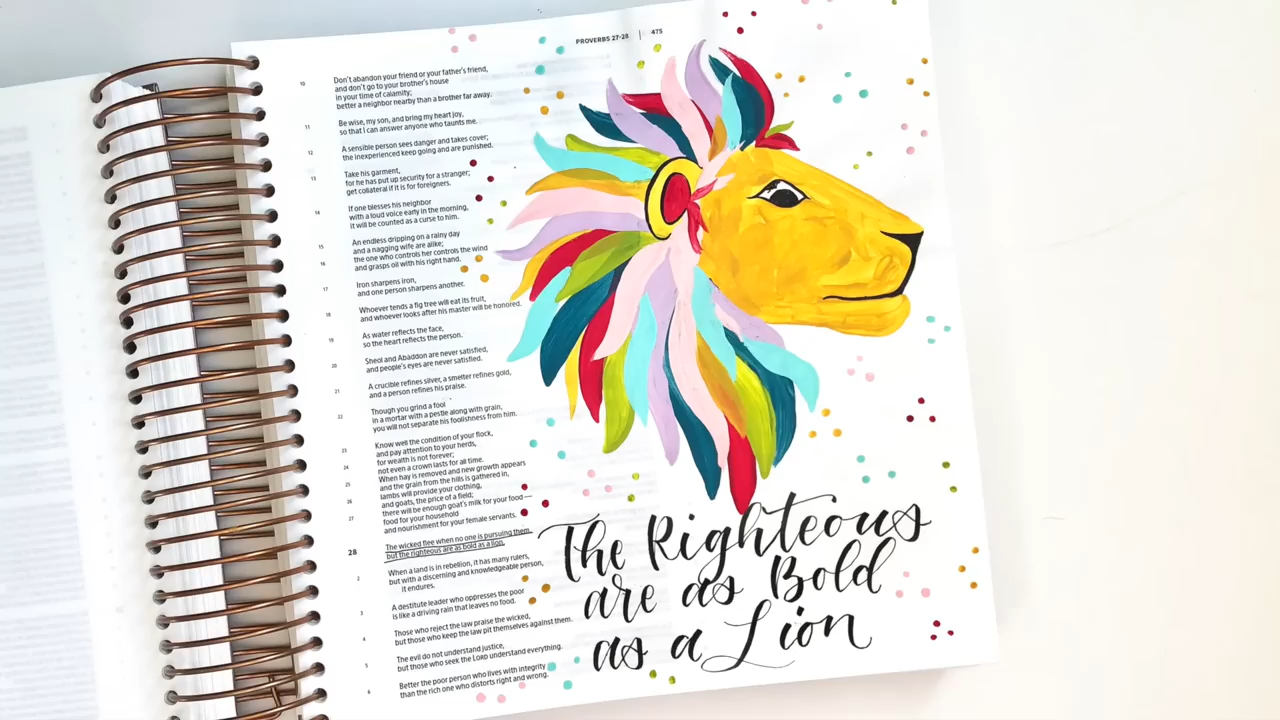 PROVERBS 27-28 | 475
10 Don't abandon your friend or your father's friend,
and don't go to your brother's house
in your time of calamity;
better a neighbor nearby than a brother far away.
11 Be wise, my son, and bring my heart joy,
so that I can answer anyone who taunts me.
12 A sensible person sees danger and takes cover;
the inexperienced keep going and are punished.
13 Take his garment,
for he has put up security for a stranger;
get collateral if it is for foreigners.
14 If one blesses his neighbor
with a loud voice early in the morning,
it will be counted as a curse to him.
15 An endless dripping on a rainy day
and a nagging wife are alike;
16 the one who controls her controls the wind
and grasps oil with his right hand.
17 Iron sharpens iron,
and one person sharpens another.
18 Whoever tends a fig tree will eat its fruit,
and whoever looks after his master will be honored.
19 As water reflects the face,
so the heart reflects the person.
20 Sheol and Abaddon are never satisfied,
and people's eyes are never satisfied.
21 A crucible refines silver, a smelter refines gold,
and a person refines his praise.
22 Though you grind a fool
in a mortar with a pestle along with grain,
you will not separate his foolishness from him.
23 Know well the condition of your flock,
and pay attention to your herds,
24 for wealth is not forever;
not even a crown lasts for all time.
25 When hay is removed and new growth appears
and the grain from the hills is gathered in,
26 lambs will provide your clothing,
and goats, the price of a field;
27 there will be enough goat's milk for your food —
food for your household
and nourishment for your female servants.
28 The wicked flee when no one is pursuing them,
but the righteous are as bold as a lion.
2 When a land is in rebellion, it has many rulers,
but with a discerning and knowledgeable person,
it endures.
3 A destitute leader who oppresses the poor
is like a driving rain that leaves no food.
4 Those who reject the law praise the wicked,
but those who keep the law pit themselves against them.
5 The evil do not understand justice,
but those who seek the LORD understand everything.
6 Better the poor person who lives with integrity
than the rich one who distorts right and wrong.
The Righteous
are as Bold
as a Lion